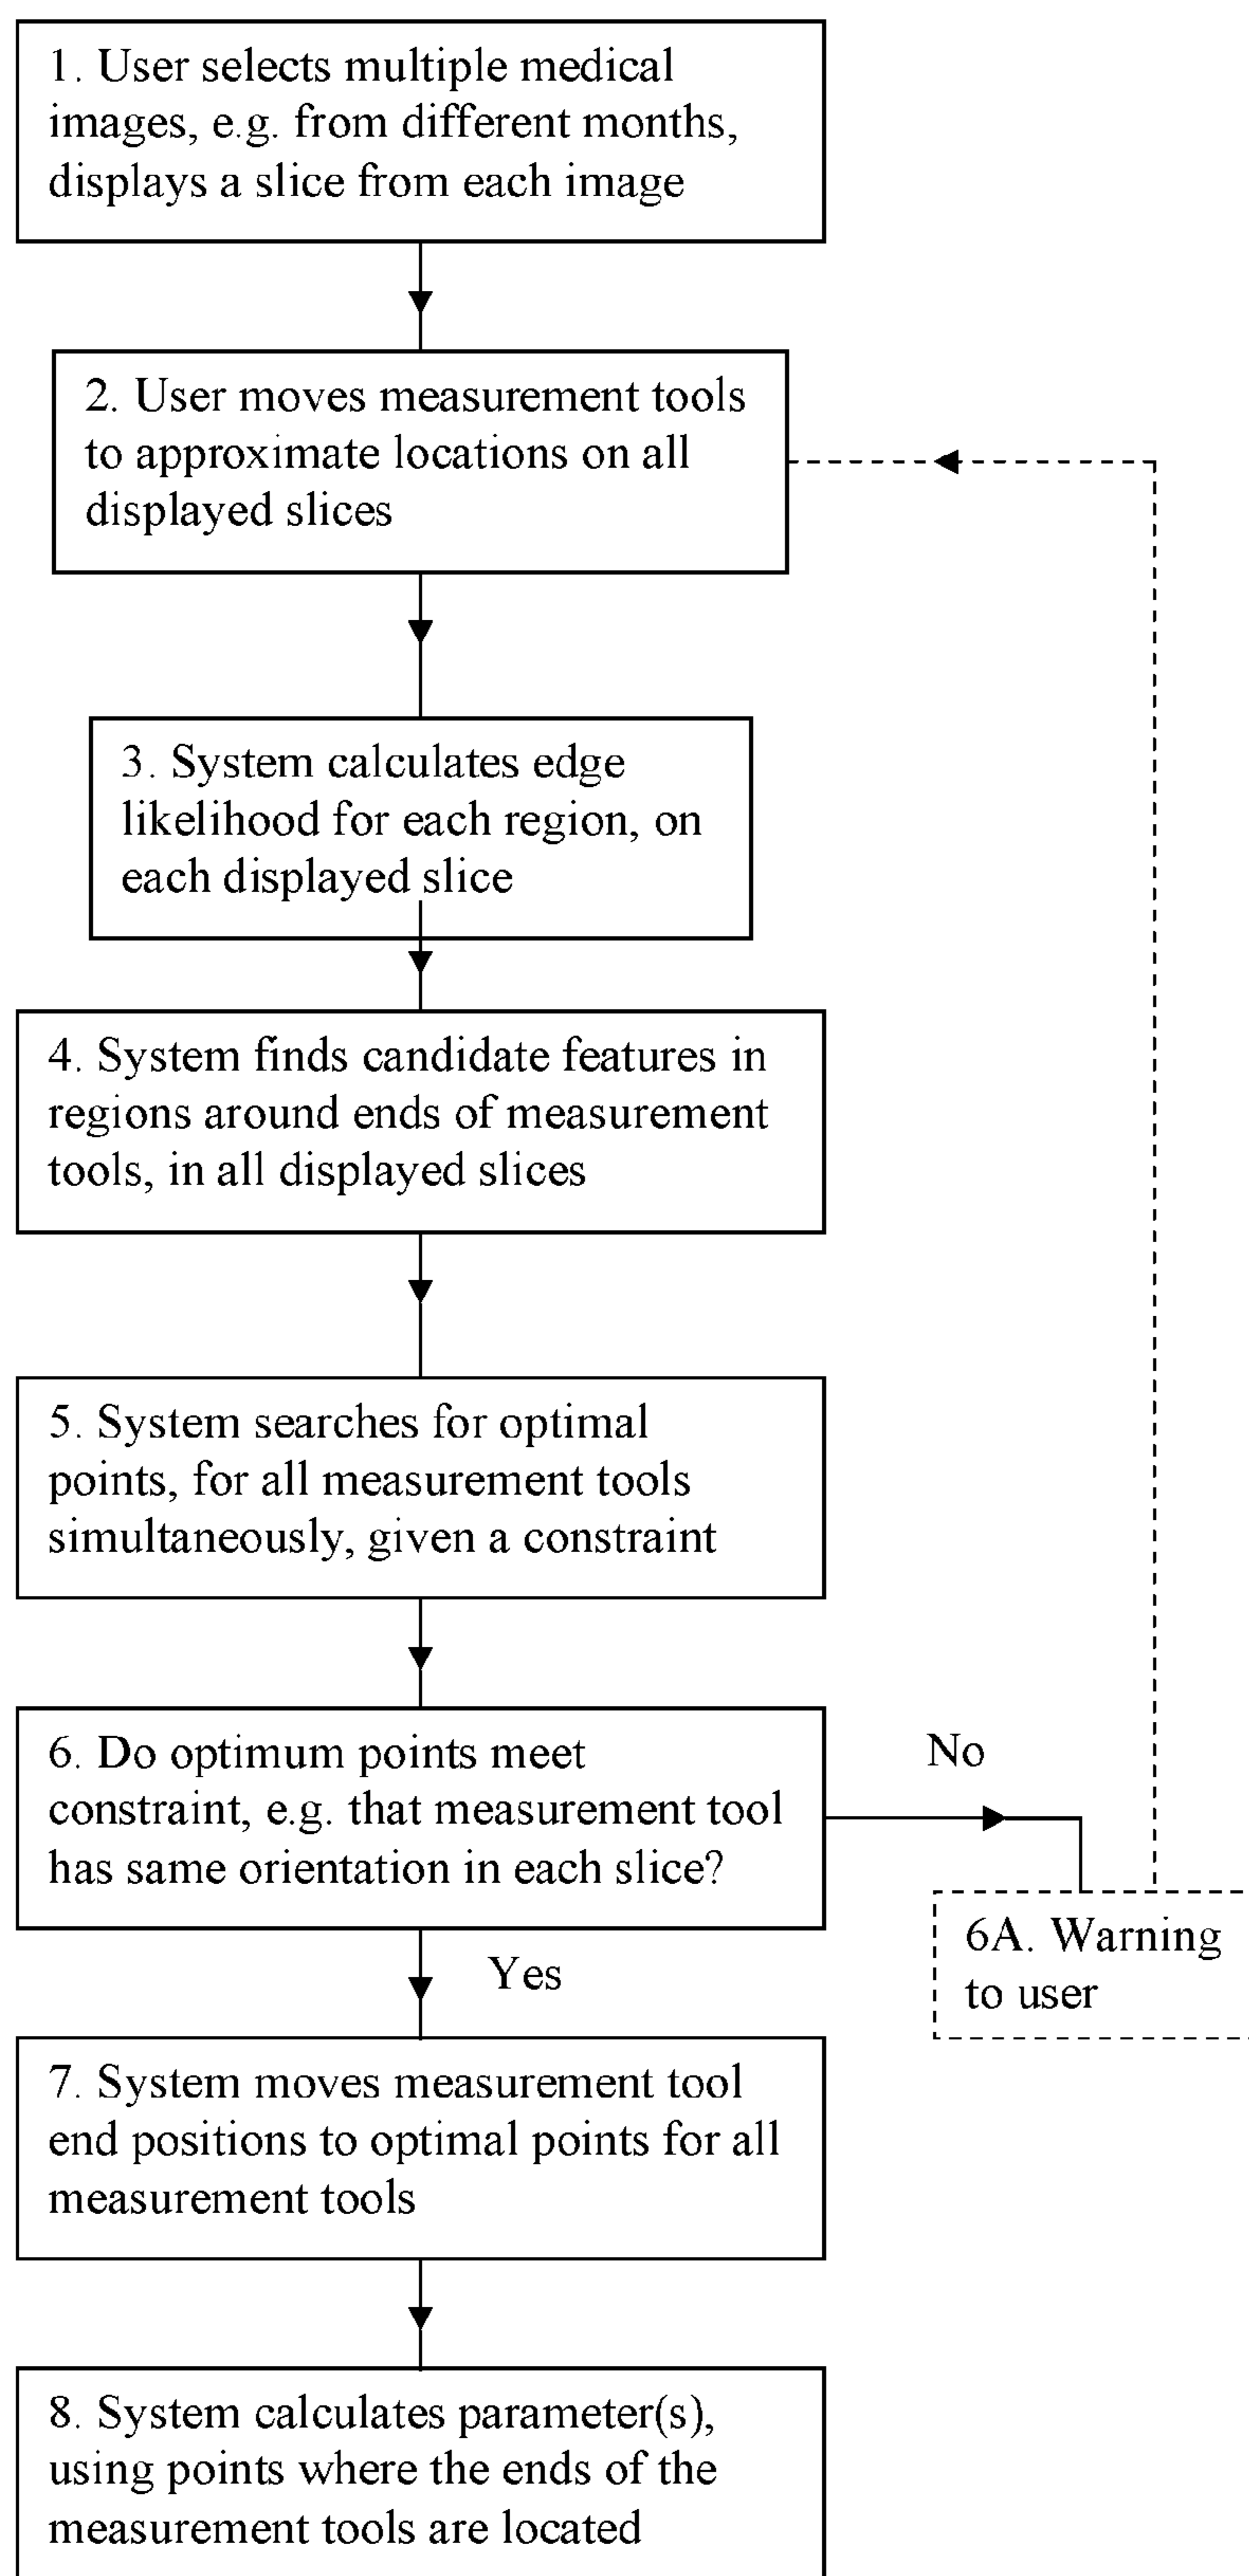 1. User selects multiple medical
images, e.g. from different months,
displays a slice from each image
2. User moves measurement tools
to approximate locations on all
displayed slices
3. System calculates edge
likelihood for each region, on
each displayed slice
4. System finds candidate features in
regions around ends of measurement
tools, in all displayed slices
5. System searches for optimal
points, for all measurement tools
simultaneously, given a constraint
6. Do optimum points meet
constraint, e.g. that measurement tool
has same orientation in each slice?
No
6A. Warning
to user
Yes
7. System moves measurement tool
end positions to optimal points for all
measurement tools
8. System calculates parameter(s),
using points where the ends of the
measurement tools are located